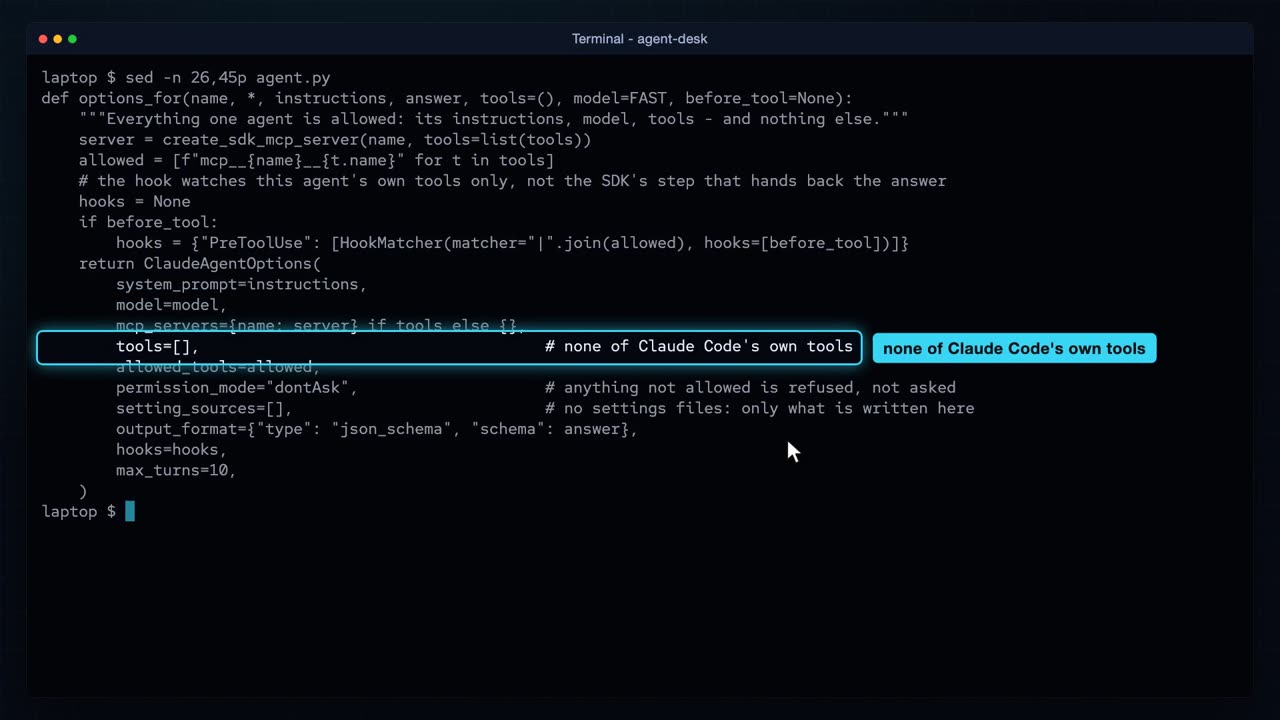 Terminal - agent-desk
laptop $ sed -n 26,45p agent.py
def options_for(name, *, instructions, answer, tools=(), model=FAST, before_tool=None):
    """Everything one agent is allowed: its instructions, model, tools - and nothing else."""
    server = create_sdk_mcp_server(name, tools=list(tools))
    allowed = [f"mcp__{name}__{t.name}" for t in tools]
    # the hook watches this agent's own tools only, not the SDK's step that hands back the answer
    hooks = None
    if before_tool:
        hooks = {"PreToolUse": [HookMatcher(matcher="|".join(allowed), hooks=[before_tool])]}
    return ClaudeAgentOptions(
        system_prompt=instructions,
        model=model,
        mcp_servers={name: server} if tools else {},
        tools=[],                                     # none of Claude Code's own tools
none of Claude Code's own tools
        allowed_tools=allowed,
        permission_mode="dontAsk",                    # anything not allowed is refused, not asked
        setting_sources=[],                           # no settings files: only what is written here
        output_format={"type": "json_schema", "schema": answer},
        hooks=hooks,
        max_turns=10,
    )
laptop $